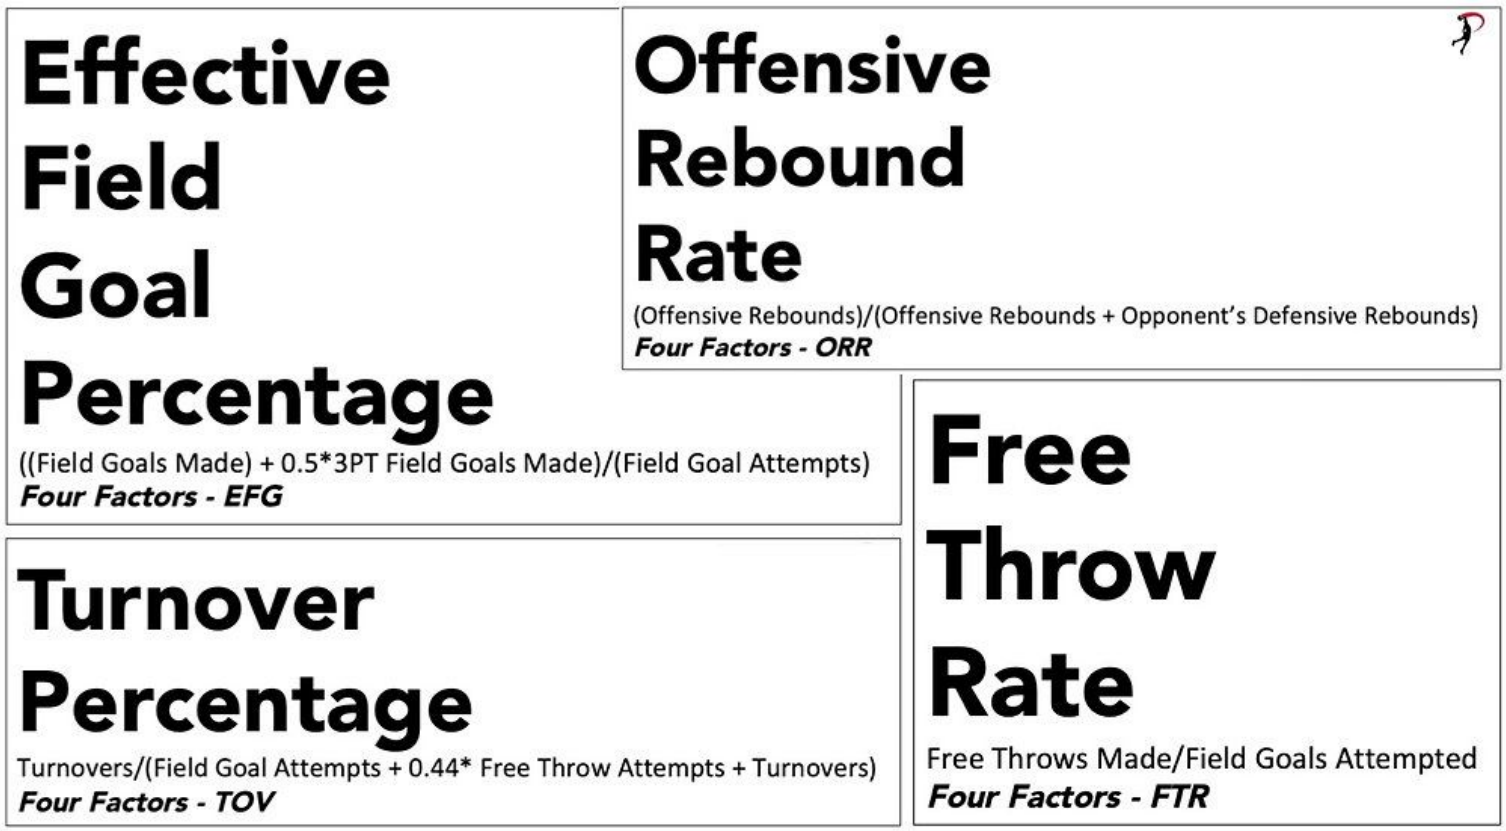 Effective
Field
Goal
Percentage
((Field Goals Made) + 0.5*3PT Field Goals Made)/(Field Goal Attempts)
Four Factors - EFG
Offensive
Rebound
Rate
(Offensive Rebounds)/(Offensive Rebounds + Opponent’s Defensive Rebounds)
Four Factors - ORR
Turnover
Percentage
Turnovers/(Field Goal Attempts + 0.44* Free Throw Attempts + Turnovers)
Four Factors - TOV
Free
Throw
Rate
Free Throws Made/Field Goals Attempted
Four Factors - FTR